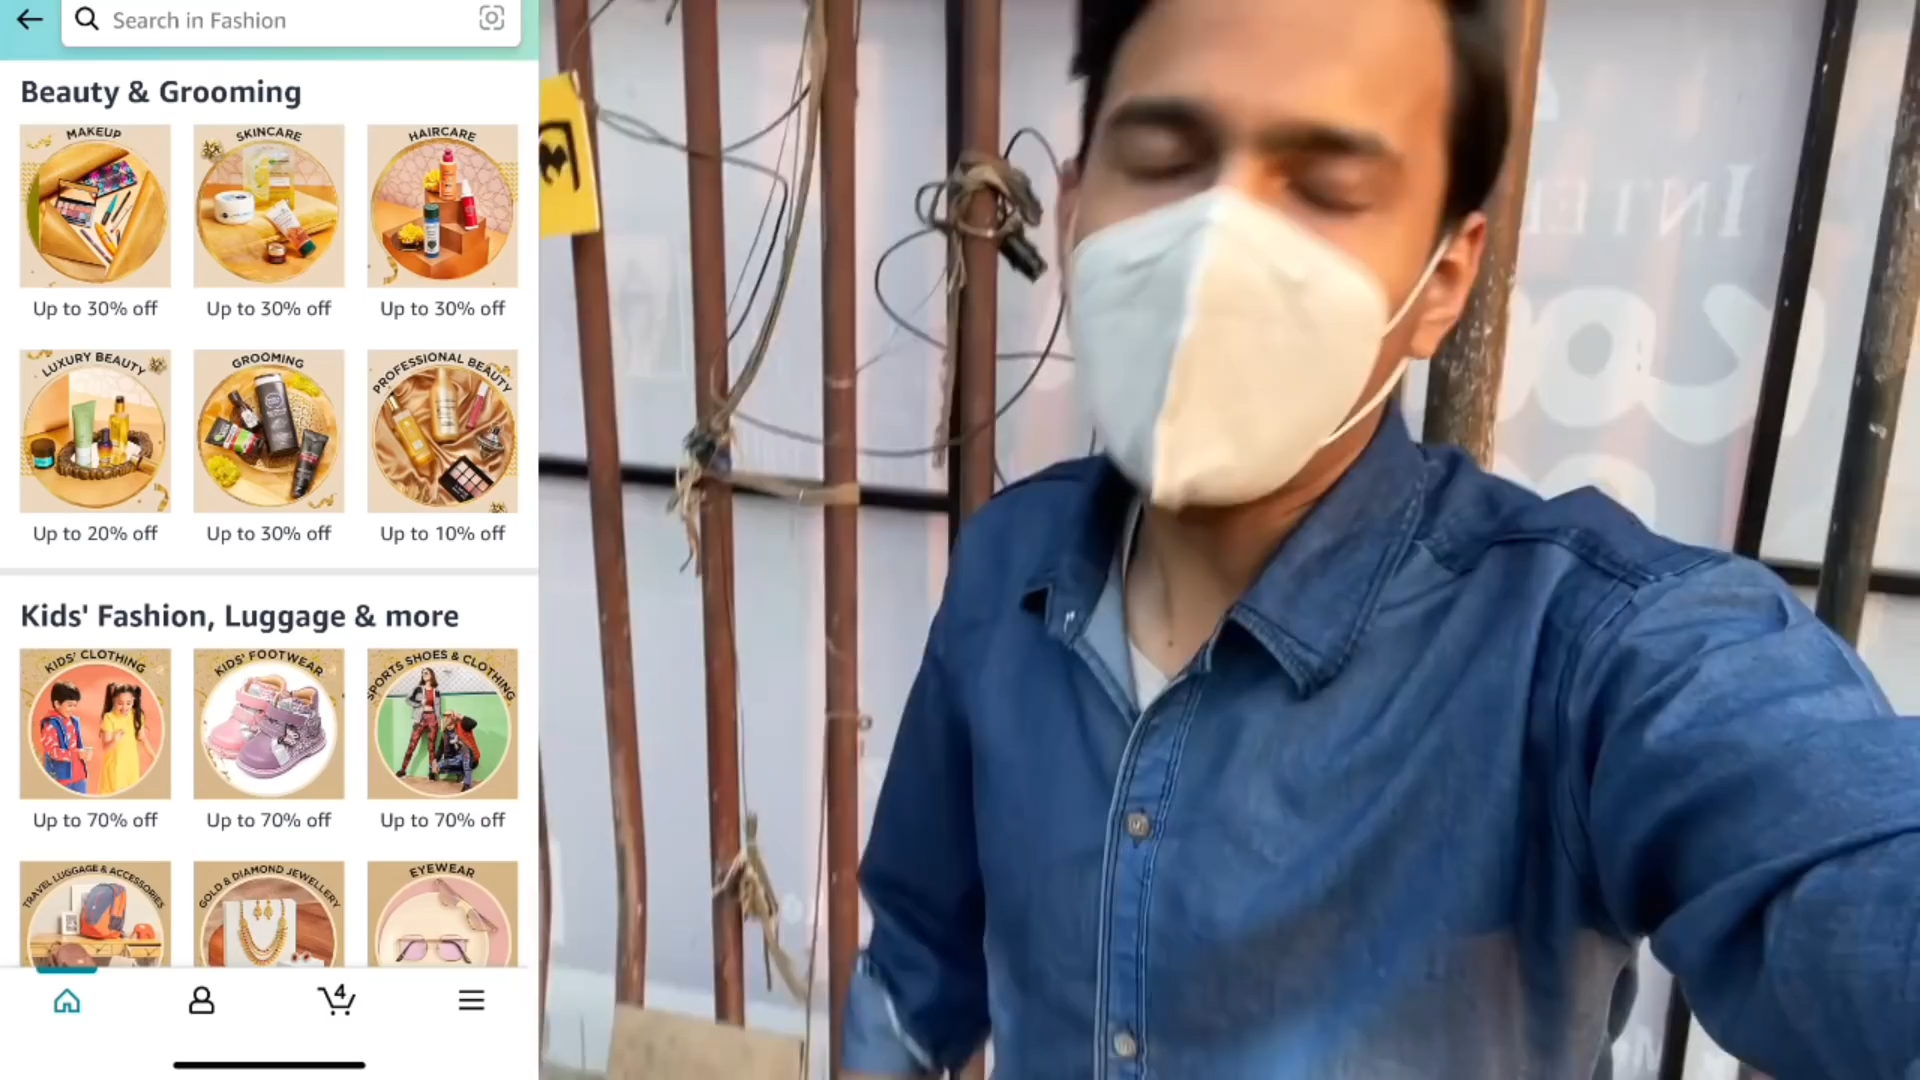 Search in Fashion
Beauty & Grooming
MAKEUP
SKINCARE
HAIRCARE
Up to 30% off
Up to 30% off
Up to 30% off
LUXURY BEAUTY
GROOMING
PROFESSIONAL BEAUTY
Up to 20% off
Up to 30% off
Up to 10% off
Kids' Fashion, Luggage & more
KIDS' CLOTHING
KIDS' FOOTWEAR
SPORTS SHOES & CLOTHING
Up to 70% off
Up to 70% off
Up to 70% off
TRAVEL LUGGAGE & ACCESSORIES
GOLD & DIAMOND JEWELLERY
EYEWEAR
4